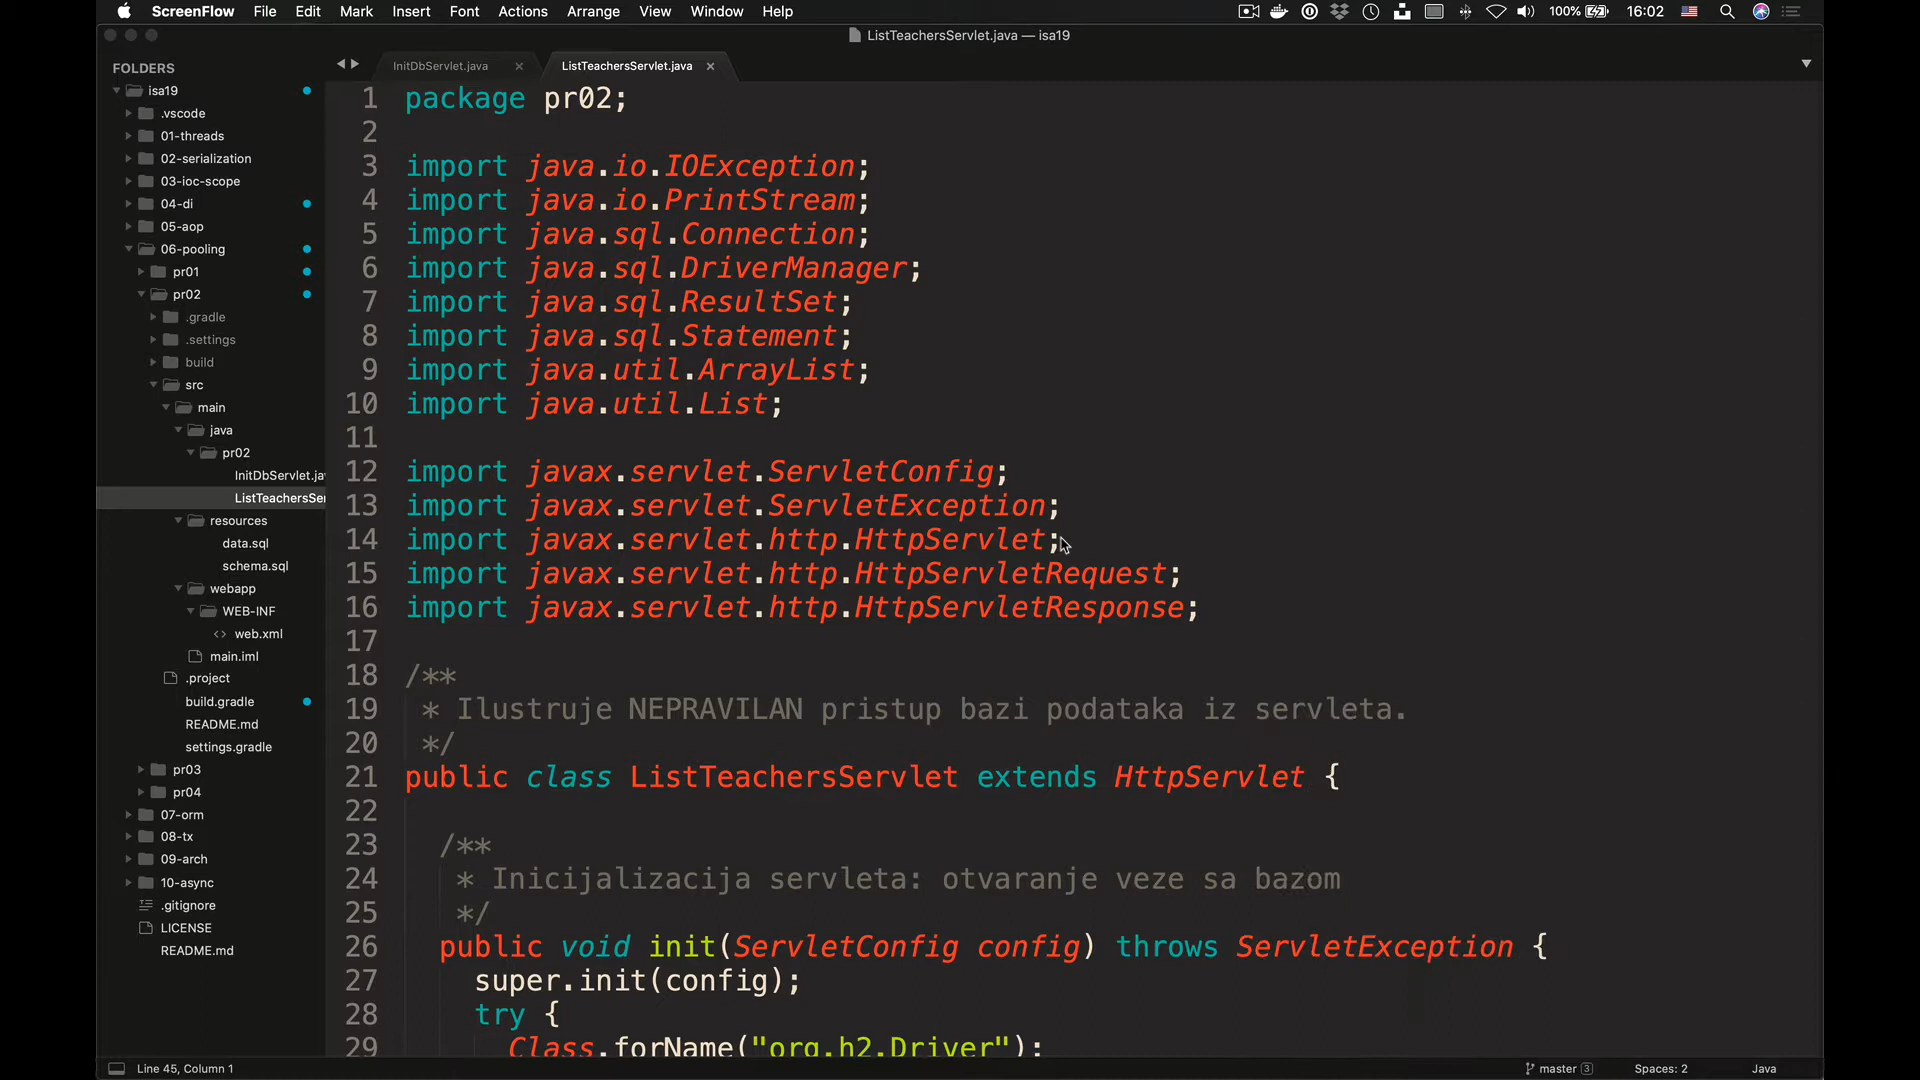 ScreenFlow File Edit Mark Insert Font Actions Arrange View Window Help 100% 16:02
ListTeachersServlet.java — isa19
FOLDERS
isa19
.vscode
01-threads
02-serialization
03-ioc-scope
04-di
05-aop
06-pooling
pr01
pr02
.gradle
.settings
build
src
main
java
pr02
InitDbServlet.jav
ListTeachersSer
resources
data.sql
schema.sql
webapp
WEB-INF
<> web.xml
main.iml
.project
build.gradle
README.md
settings.gradle
pr03
pr04
07-orm
08-tx
09-arch
10-async
.gitignore
LICENSE
README.md
InitDbServlet.java × ListTeachersServlet.java ×
1 package pr02;
2
3 import java.io.IOException;
4 import java.io.PrintStream;
5 import java.sql.Connection;
6 import java.sql.DriverManager;
7 import java.sql.ResultSet;
8 import java.sql.Statement;
9 import java.util.ArrayList;
10 import java.util.List;
11
12 import javax.servlet.ServletConfig;
13 import javax.servlet.ServletException;
14 import javax.servlet.http.HttpServlet;
15 import javax.servlet.http.HttpServletRequest;
16 import javax.servlet.http.HttpServletResponse;
17
18 /**
19 * Ilustruje NEPRAVILAN pristup bazi podataka iz servleta.
20 */
21 public class ListTeachersServlet extends HttpServlet {
22
23 /**
24 * Inicijalizacija servleta: otvaranje veze sa bazom
25 */
26 public void init(ServletConfig config) throws ServletException {
27 super.init(config);
28 try {
29 Class.forName("org.h2.Driver");
Line 45, Column 1 master 3 Spaces: 2 Java